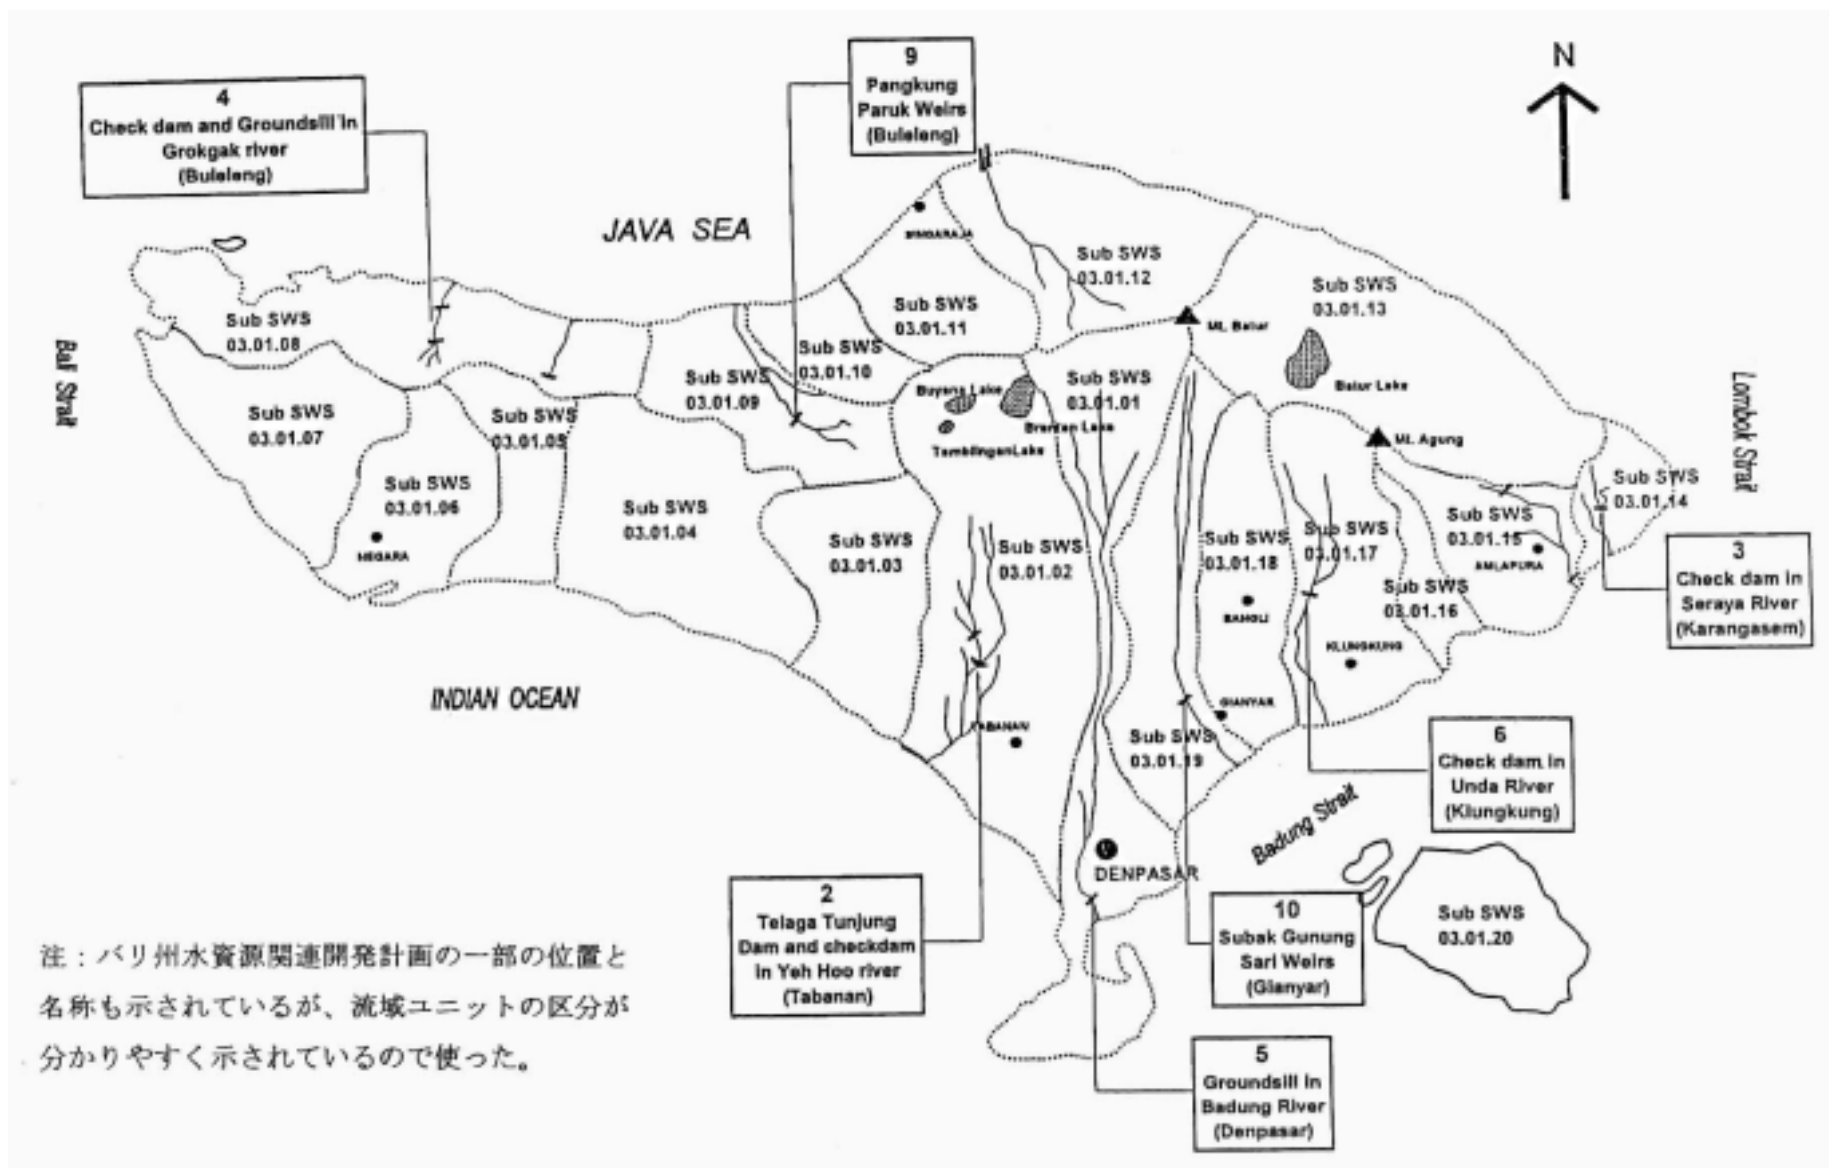 9
Pangkung
Paruk Weirs
(Buleleng)
N
4
Check dam and Groundsill in
Grokgak river
(Buleleng)
JAVA SEA
SINGARAJA
Sub SWS
03.01.12
Sub SWS
03.01.13
Sub SWS
03.01.11
Sub SWS
03.01.08
Mt. Batur
Bali Strait
Sub SWS
03.01.10
Sub SWS
03.01.09
Buyana Lake
Sub SWS
03.01.01
Batur Lake
Lombok Strait
Sub SWS
03.01.07
Sub SWS
03.01.05
Bratan Lake
Tamblingan Lake
Mt. Agung
Sub SWS
03.01.06
Sub SWS
03.01.14
Sub SWS
03.01.04
Sub SWS
03.01.15
Sub SWS
03.01.03
Sub SWS
03.01.02
Sub SWS
03.01.18
Sub SWS
03.01.17
NEGARA
AMLAPURA
3
Check dam in
Seraya River
(Karangasem)
Sub SWS
03.01.16
BANGLI
KLUNGKUNG
INDIAN OCEAN
GIANYAR
TABANAN
Sub SWS
03.01.19
6
Check dam in
Unda River
(Klungkung)
Badung Strait
DENPASAR
2
Telaga Tunjung
Dam and checkdam
in Yeh Hoo river
(Tabanan)
10
Subak Gunung
Sari Weirs
(Gianyar)
Sub SWS
03.01.20
注：バリ州水資源関連開発計画の一部の位置と
名称も示されているが、流域ユニットの区分が
分かりやすく示されているので使った。
5
Groundsill in
Badung River
(Denpasar)